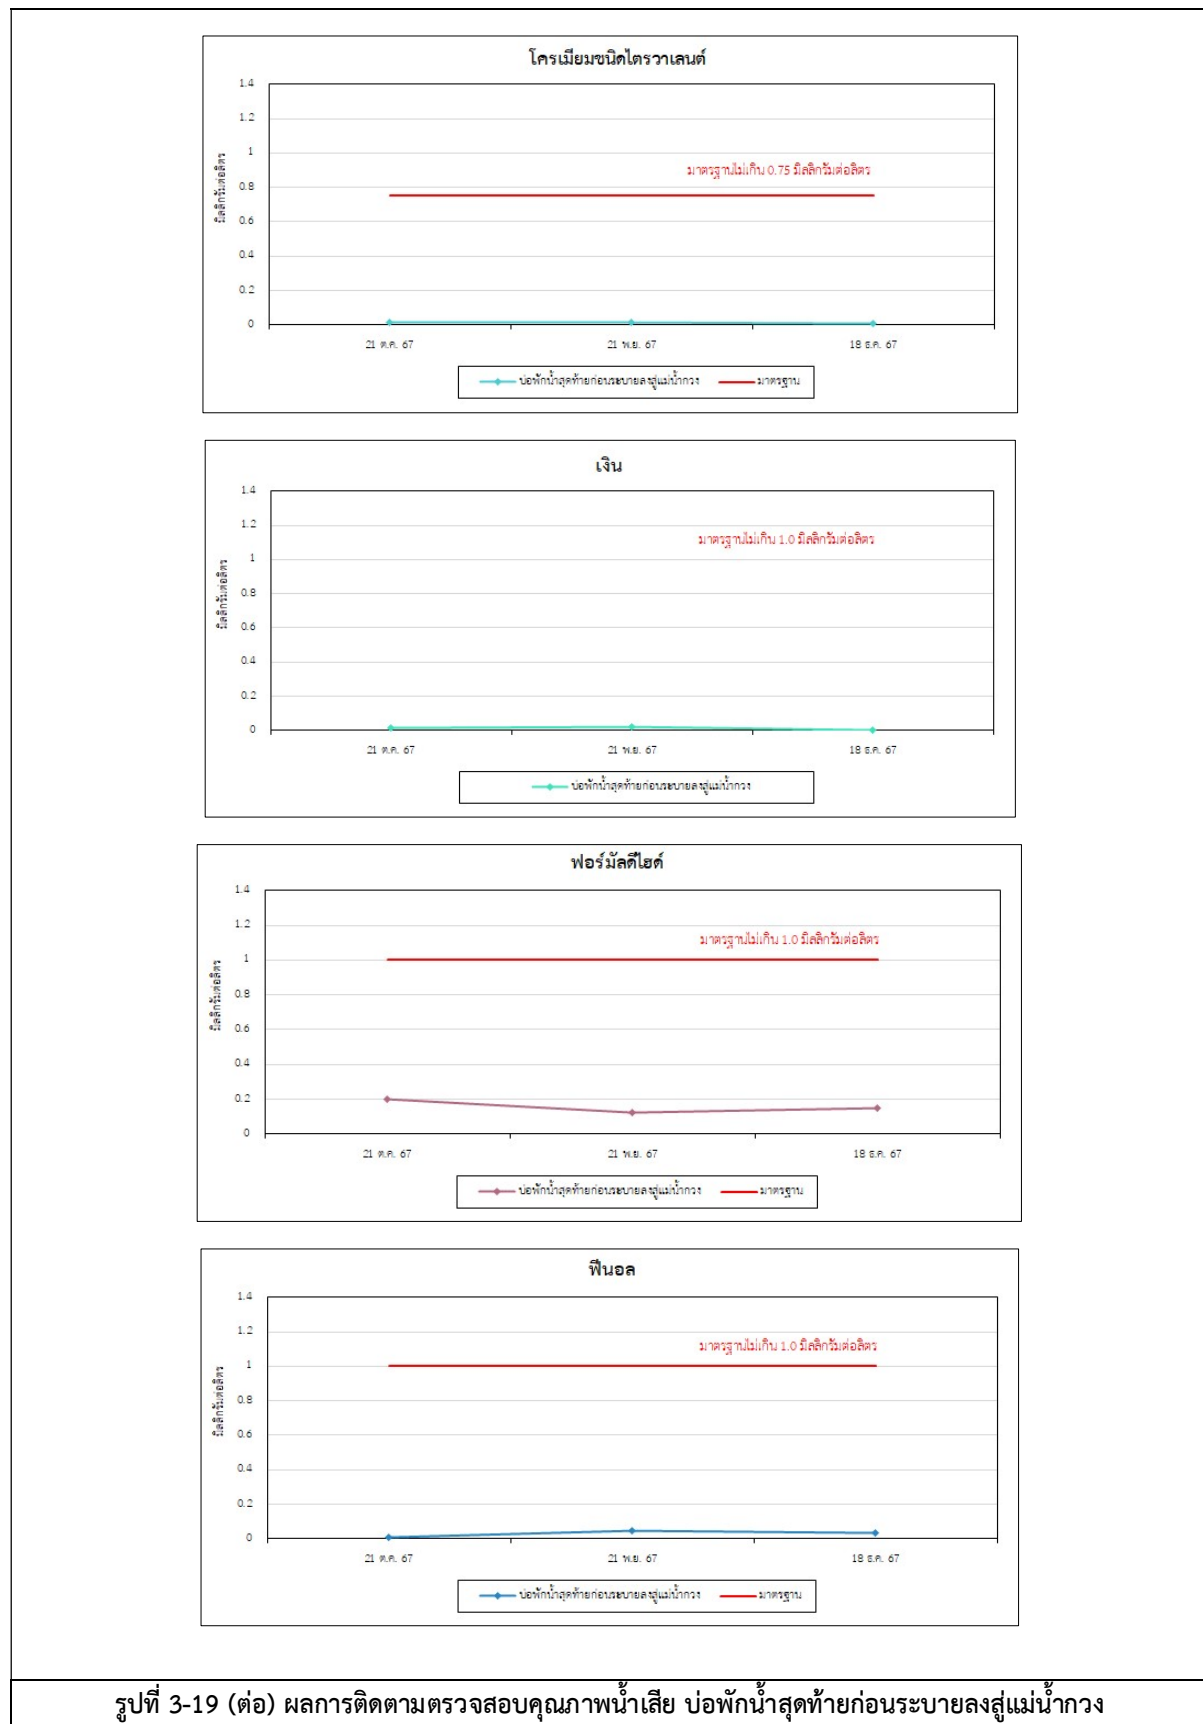 โครเมียมชนิดไตรวาเลนต์
มิลลิกรัมต่อลิตร
1.4
1.2
1
0.8
0.6
0.4
0.2
0
มาตรฐานไม่เกิน 0.75 มิลลิกรัมต่อลิตร
21 ต.ค. 67
21 พ.ย. 67
18 ธ.ค. 67
บ่อพักน้ำสุดท้ายก่อนระบายลงสู่แม่น้ำกวง
มาตรฐาน
เงิน
มิลลิกรัมต่อลิตร
1.4
1.2
1
0.8
0.6
0.4
0.2
0
มาตรฐานไม่เกิน 1.0 มิลลิกรัมต่อลิตร
21 ต.ค. 67
21 พ.ย. 67
18 ธ.ค. 67
บ่อพักน้ำสุดท้ายก่อนระบายลงสู่แม่น้ำกวง
ฟอร์มัลดีไฮด์
มิลลิกรัมต่อลิตร
1.4
1.2
1
0.8
0.6
0.4
0.2
0
มาตรฐานไม่เกิน 1.0 มิลลิกรัมต่อลิตร
21 ต.ค. 67
21 พ.ย. 67
18 ธ.ค. 67
บ่อพักน้ำสุดท้ายก่อนระบายลงสู่แม่น้ำกวง
มาตรฐาน
ฟีนอล
มิลลิกรัมต่อลิตร
1.4
1.2
1
0.8
0.6
0.4
0.2
0
มาตรฐานไม่เกิน 1.0 มิลลิกรัมต่อลิตร
21 ต.ค. 67
21 พ.ย. 67
18 ธ.ค. 67
บ่อพักน้ำสุดท้ายก่อนระบายลงสู่แม่น้ำกวง
มาตรฐาน
รูปที่ 3-19 (ต่อ) ผลการติดตามตรวจสอบคุณภาพน้ำเสีย บ่อพักน้ำสุดท้ายก่อนระบายลงสู่แม่น้ำกวง